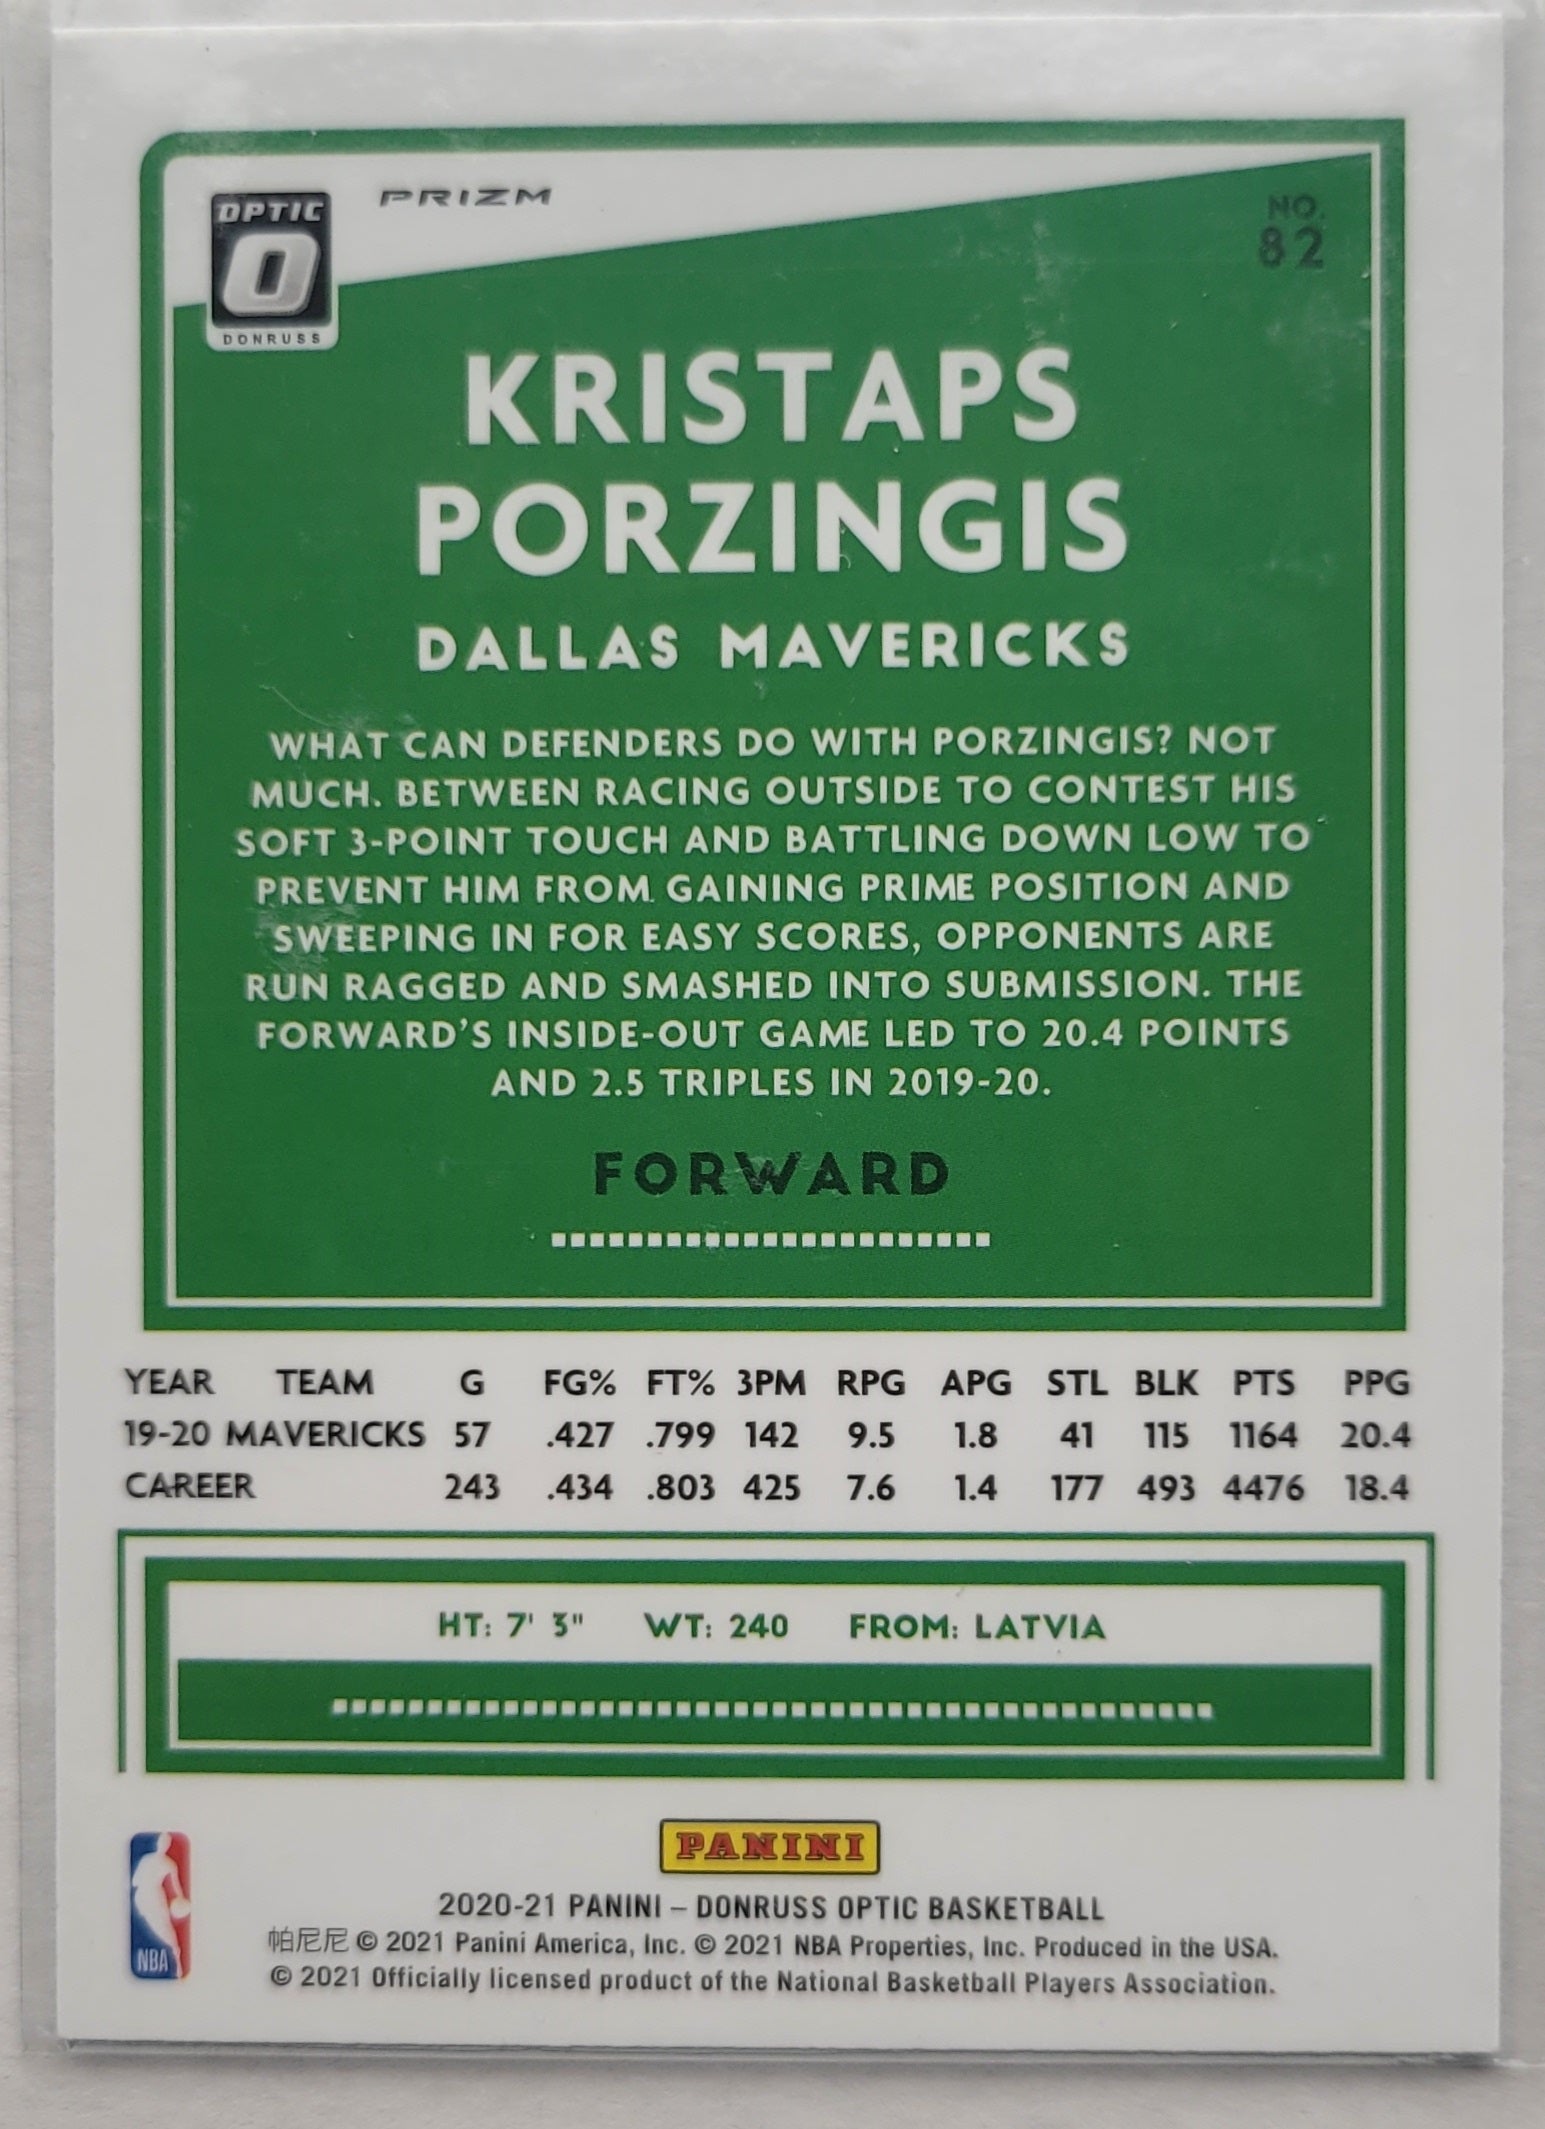 OPTIC
O
DONRUSS
PRIZM
NO.
82
KRISTAPS
PORZINGIS
DALLAS MAVERICKS
WHAT CAN DEFENDERS DO WITH PORZINGIS? NOT
MUCH. BETWEEN RACING OUTSIDE TO CONTEST HIS
SOFT 3-POINT TOUCH AND BATTLING DOWN LOW TO
PREVENT HIM FROM GAINING PRIME POSITION AND
SWEEPING IN FOR EASY SCORES, OPPONENTS ARE
RUN RAGGED AND SMASHED INTO SUBMISSION. THE
FORWARD'S INSIDE-OUT GAME LED TO 20.4 POINTS
AND 2.5 TRIPLES IN 2019-20.
FORWARD
YEAR TEAM G FG% FT% 3PM RPG APG STL BLK PTS PPG
19-20 MAVERICKS 57 .427 .799 142 9.5 1.8 41 115 1164 20.4
CAREER 243 .434 .803 425 7.6 1.4 177 493 4476 18.4
HT: 7' 3" WT: 240 FROM: LATVIA
PANINI
NBA
2020-21 PANINI – DONRUSS OPTIC BASKETBALL
帕尼尼 © 2021 Panini America, Inc. © 2021 NBA Properties, Inc. Produced in the USA.
© 2021 Officially licensed product of the National Basketball Players Association.